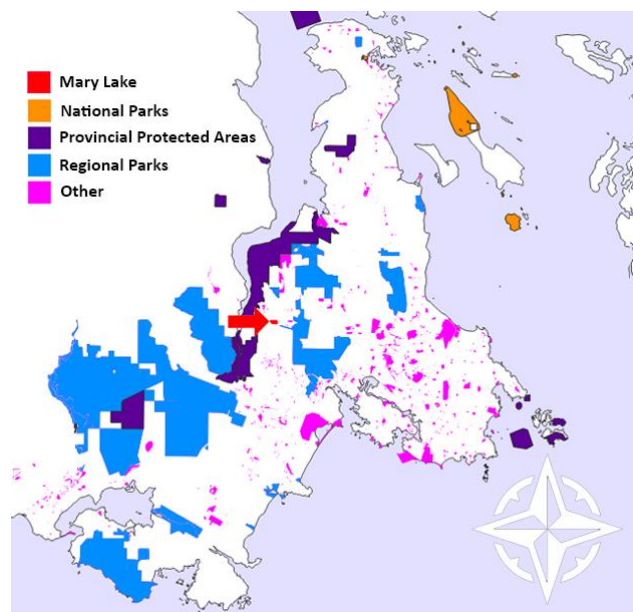 Mary Lake
National Parks
Provincial Protected Areas
Regional Parks
Other